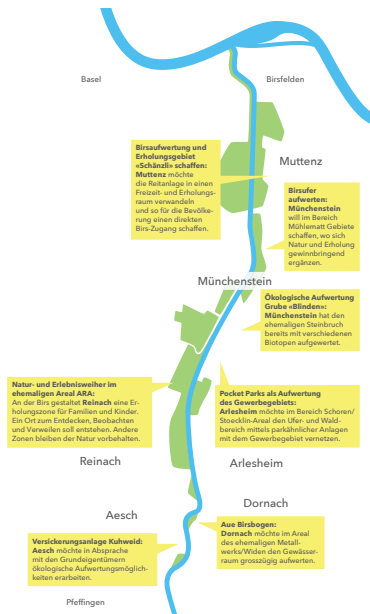 Basel
Birsfelden
Birsaufwertung und
Erholungsgebiet
«Schänzli» schaffen:
Muttenz möchte
die Reitanlage in einen
Freizeit- und Erholungs-
raum verwandeln
und so für die Bevölke-
rung einen direkten
Birs-Zugang schaffen.
Muttenz
Birsufer
aufwerten:
Münchenstein
will im Bereich
Mühlematt Gebiete
schaffen, wo sich
Natur und Erholung
gewinnbringend
ergänzen.
Münchenstein
Ökologische Aufwertung
Grube «Blinden»:
Münchenstein hat den
ehemaligen Steinbruch
bereits mit verschiedenen
Biotopen aufgewertet.
Natur- und Erlebnisweiher im
ehemaligen Areal ARA:
An der Birs gestaltet Reinach eine Er-
holungszone für Familien und Kinder.
Ein Ort zum Entdecken, Beobachten
und Verweilen soll entstehen. Andere
Zonen bleiben der Natur vorbehalten.
Pocket Parks als Aufwertung
des Gewerbegebiets:
Arlesheim möchte im Bereich Schoren/
Stoecklin-Areal den Ufer- und Wald-
bereich mittels parkähnlicher Anlagen
mit dem Gewerbegebiet vernetzen.
Reinach
Arlesheim
Aesch
Dornach
Aue Birsbogen:
Dornach möchte im Areal
des ehemaligen Metall-
werks/Widen den Gewässer-
raum grosszügig aufwerten.
Versickerungsanlage Kuhweid:
Aesch möchte in Absprache
mit den Grundeigentümern
ökologische Aufwertungsmöglich-
keiten erarbeiten.
Pfeffingen